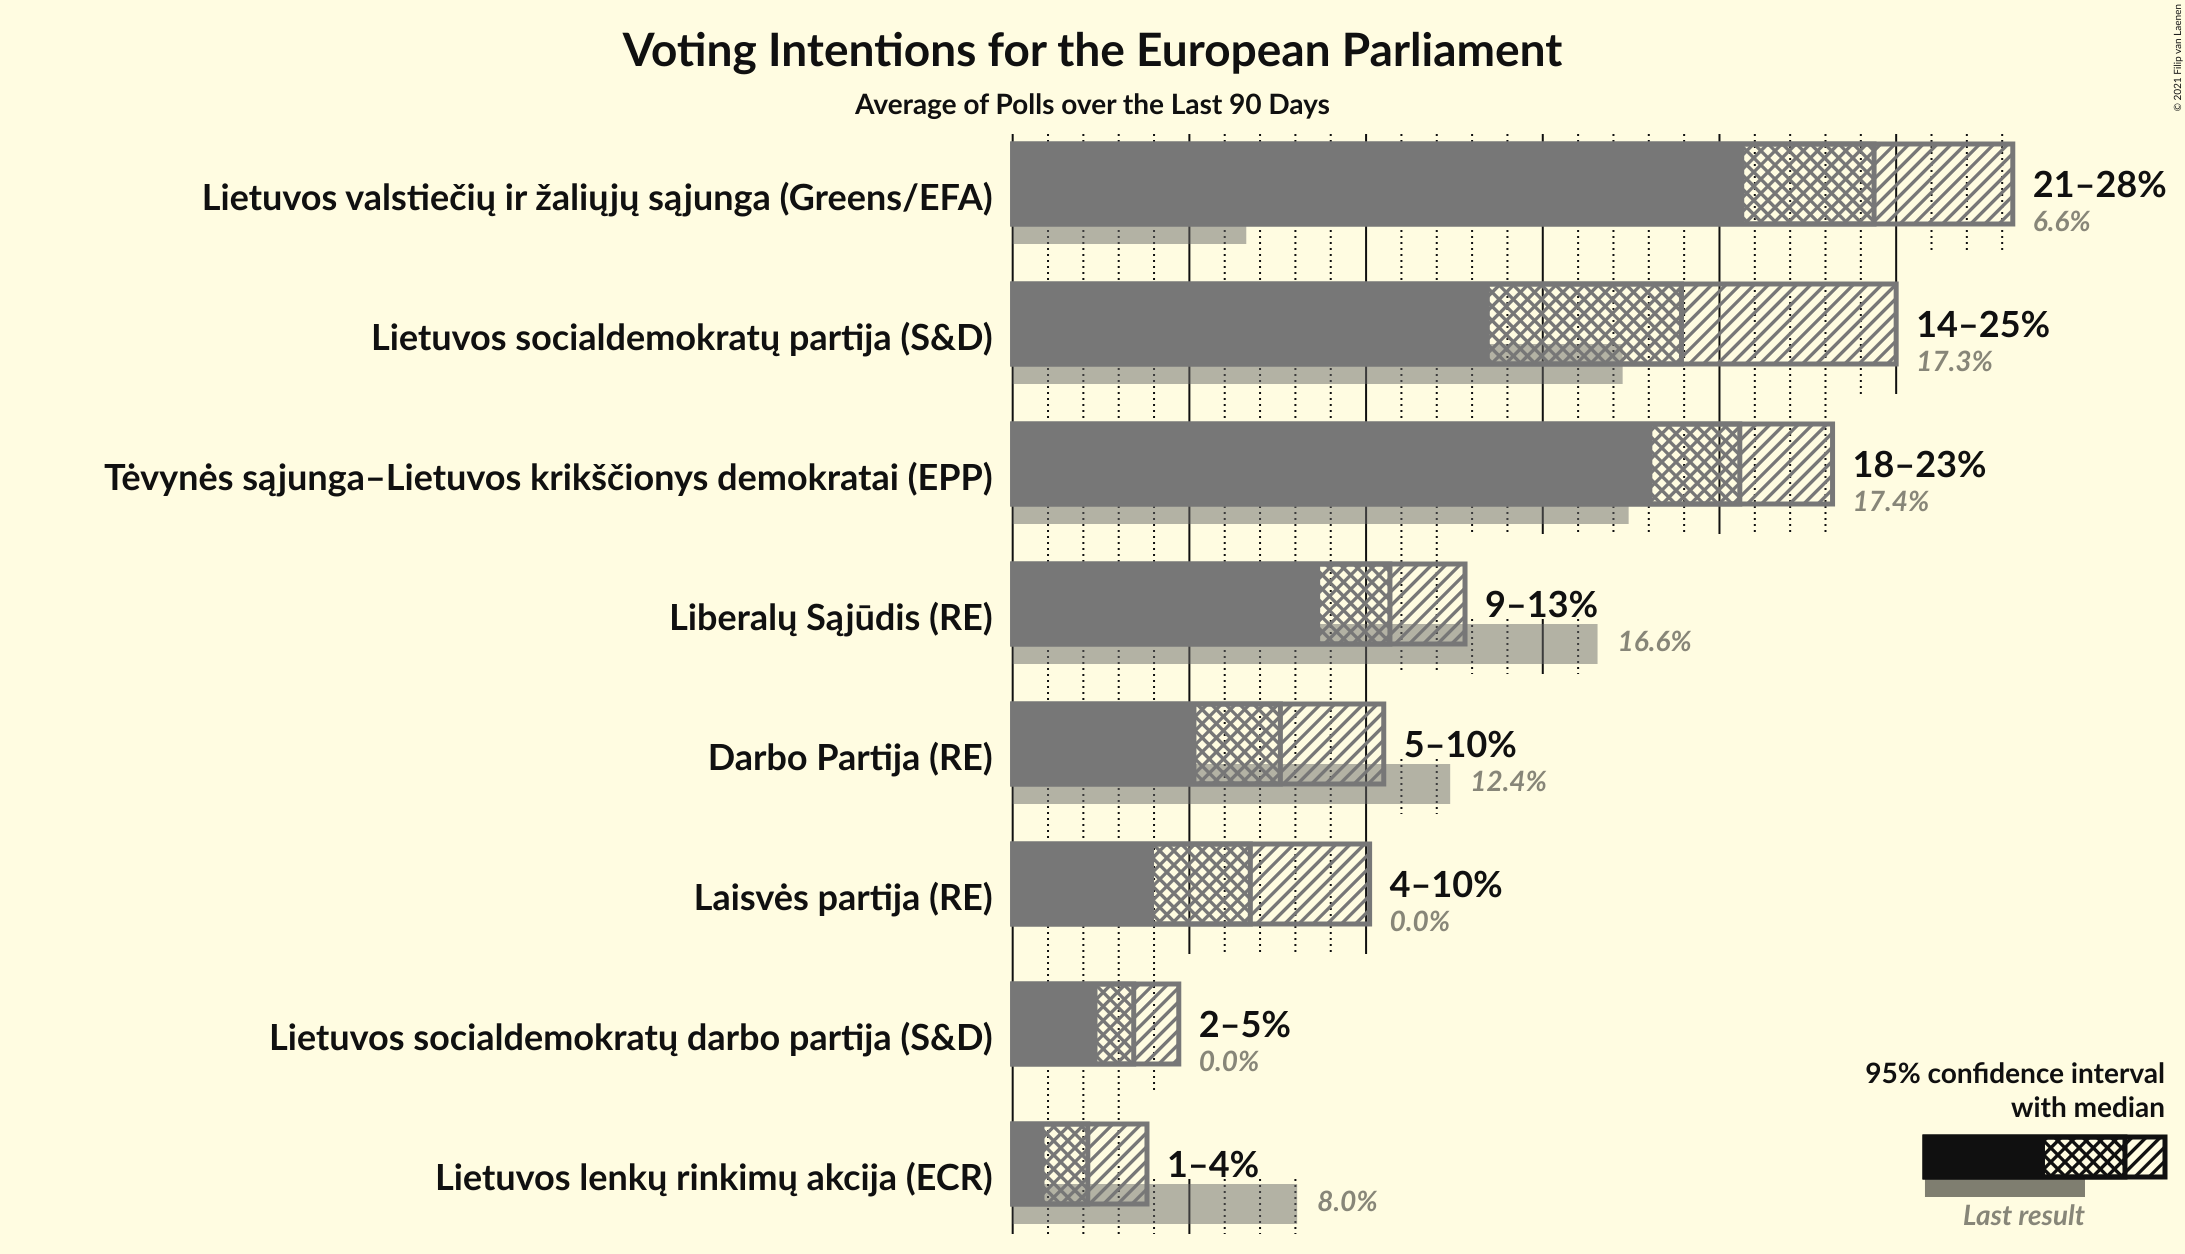 Voting Intentions for the European Parliament
Average of Polls over the Last 90 Days
© 2021 Filip van Laenen
Lietuvos valstiečių ir žaliųjų sąjunga (Greens/EFA)
21–28%
6.6%
Lietuvos socialdemokratų partija (S&D)
14–25%
17.3%
Tėvynės sąjunga–Lietuvos krikščionys demokratai (EPP)
18–23%
17.4%
Liberalų Sąjūdis (RE)
9–13%
16.6%
Darbo Partija (RE)
5–10%
12.4%
Laisvės partija (RE)
4–10%
0.0%
Lietuvos socialdemokratų darbo partija (S&D)
2–5%
0.0%
Lietuvos lenkų rinkimų akcija (ECR)
1–4%
8.0%
95% confidence interval
with median
Last result